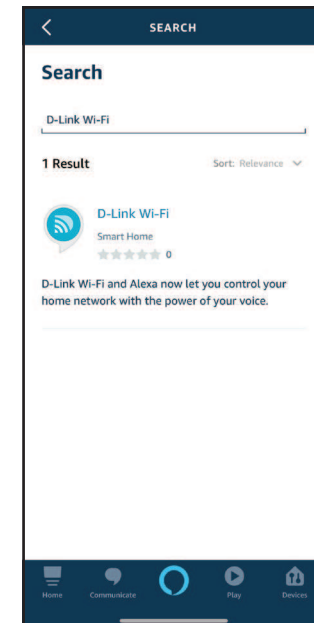 SEARCH
Search
D-Link Wi-Fi
1 Result
Sort: Relevance
D-Link Wi-Fi
Smart Home
0
D-Link Wi-Fi and Alexa now let you control your
home network with the power of your voice.
Home Communicate Play Devices